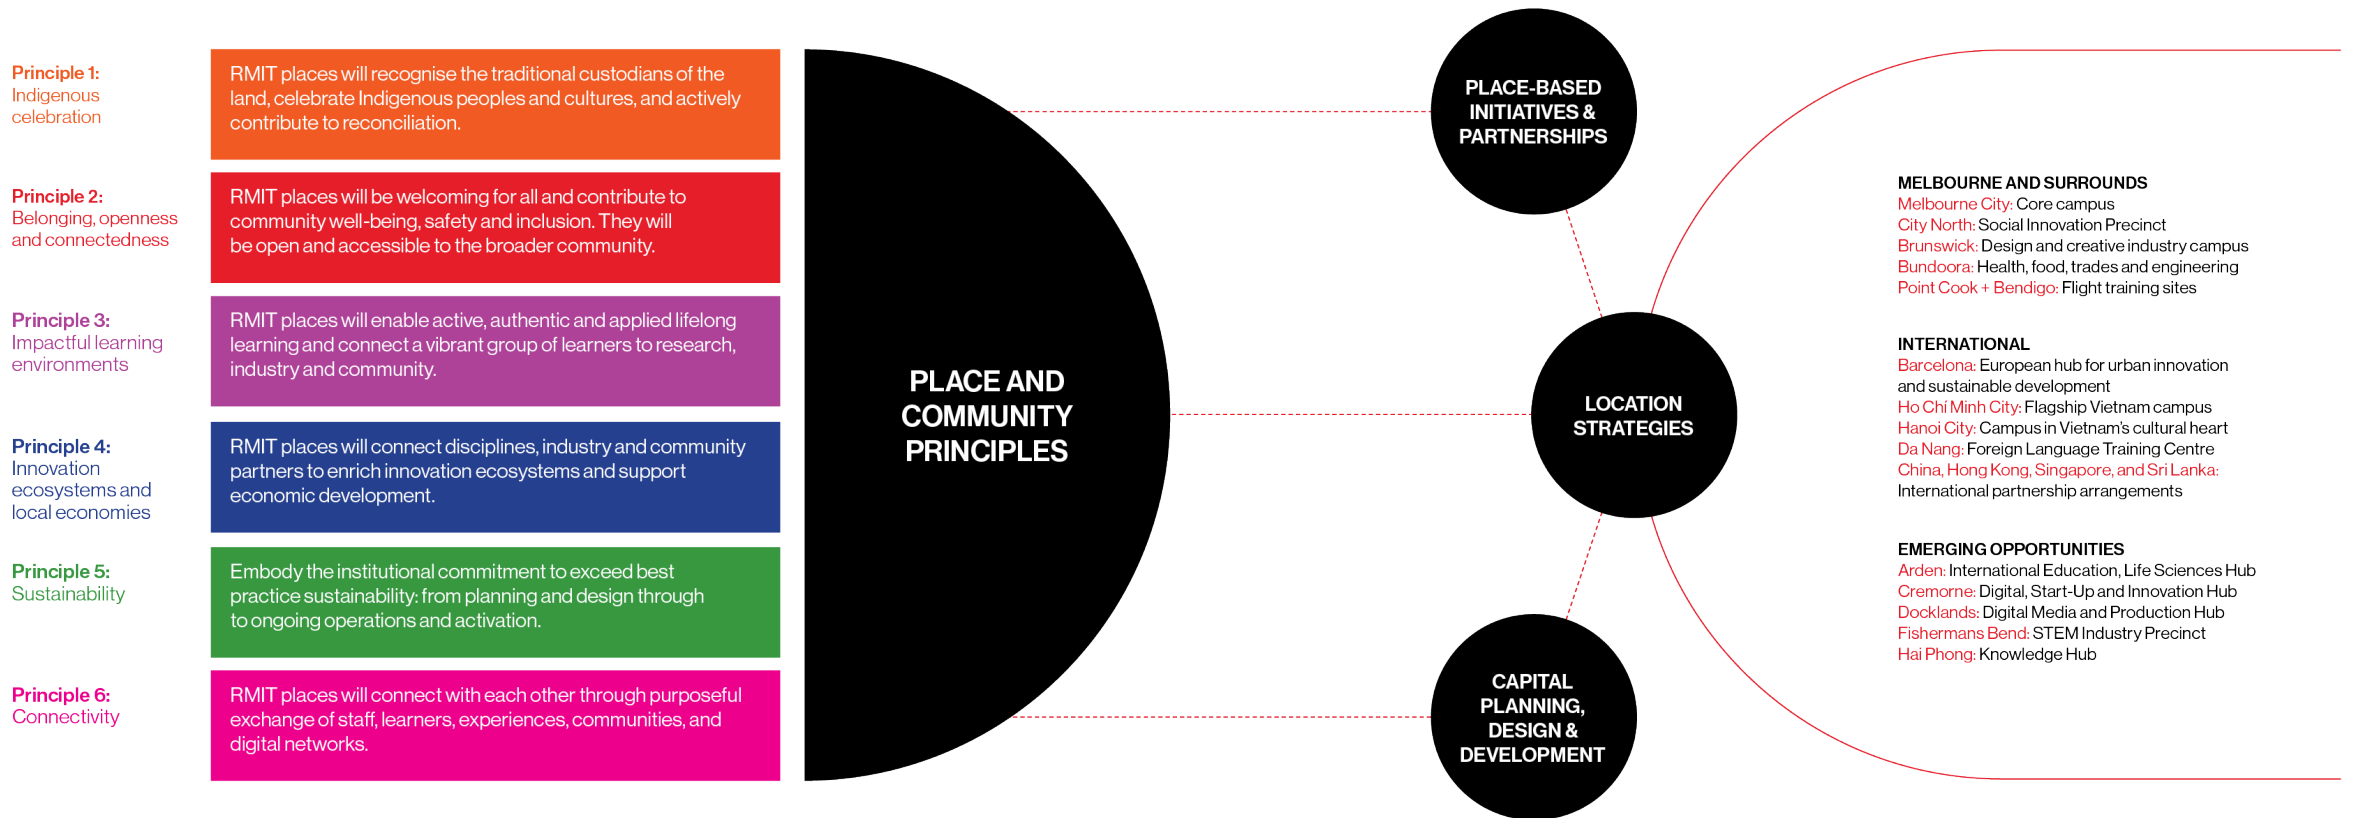 Principle 1:
Indigenous
celebration
RMIT places will recognise the traditional custodians of the
land, celebrate Indigenous peoples and cultures, and actively
contribute to reconciliation.
Principle 2:
Belonging, openness
and connectedness
RMIT places will be welcoming for all and contribute to
community well-being, safety and inclusion. They will
be open and accessible to the broader community.
Principle 3:
Impactful learning
environments
RMIT places will enable active, authentic and applied lifelong
learning and connect a vibrant group of learners to research,
industry and community.
Principle 4:
Innovation
ecosystems and
local economies
RMIT places will connect disciplines, industry and community
partners to enrich innovation ecosystems and support
economic development.
Principle 5:
Sustainability
Embody the institutional commitment to exceed best
practice sustainability: from planning and design through
to ongoing operations and activation.
Principle 6:
Connectivity
RMIT places will connect with each other through purposeful
exchange of staff, learners, experiences, communities, and
digital networks.
PLACE AND
COMMUNITY
PRINCIPLES
PLACE-BASED
INITIATIVES &
PARTNERSHIPS
LOCATION
STRATEGIES
CAPITAL
PLANNING,
DESIGN &
DEVELOPMENT
MELBOURNE AND SURROUNDS
Melbourne City: Core campus
City North: Social Innovation Precinct
Brunswick: Design and creative industry campus
Bundoora: Health, food, trades and engineering
Point Cook + Bendigo: Flight training sites
INTERNATIONAL
Barcelona: European hub for urban innovation
and sustainable development
Ho Chí Minh City: Flagship Vietnam campus
Hanoi City: Campus in Vietnam's cultural heart
Da Nang: Foreign Language Training Centre
China, Hong Kong, Singapore, and Sri Lanka:
International partnership arrangements
EMERGING OPPORTUNITIES
Arden: International Education, Life Sciences Hub
Cremorne: Digital, Start-Up and Innovation Hub
Docklands: Digital Media and Production Hub
Fishermans Bend: STEM Industry Precinct
Hai Phong: Knowledge Hub